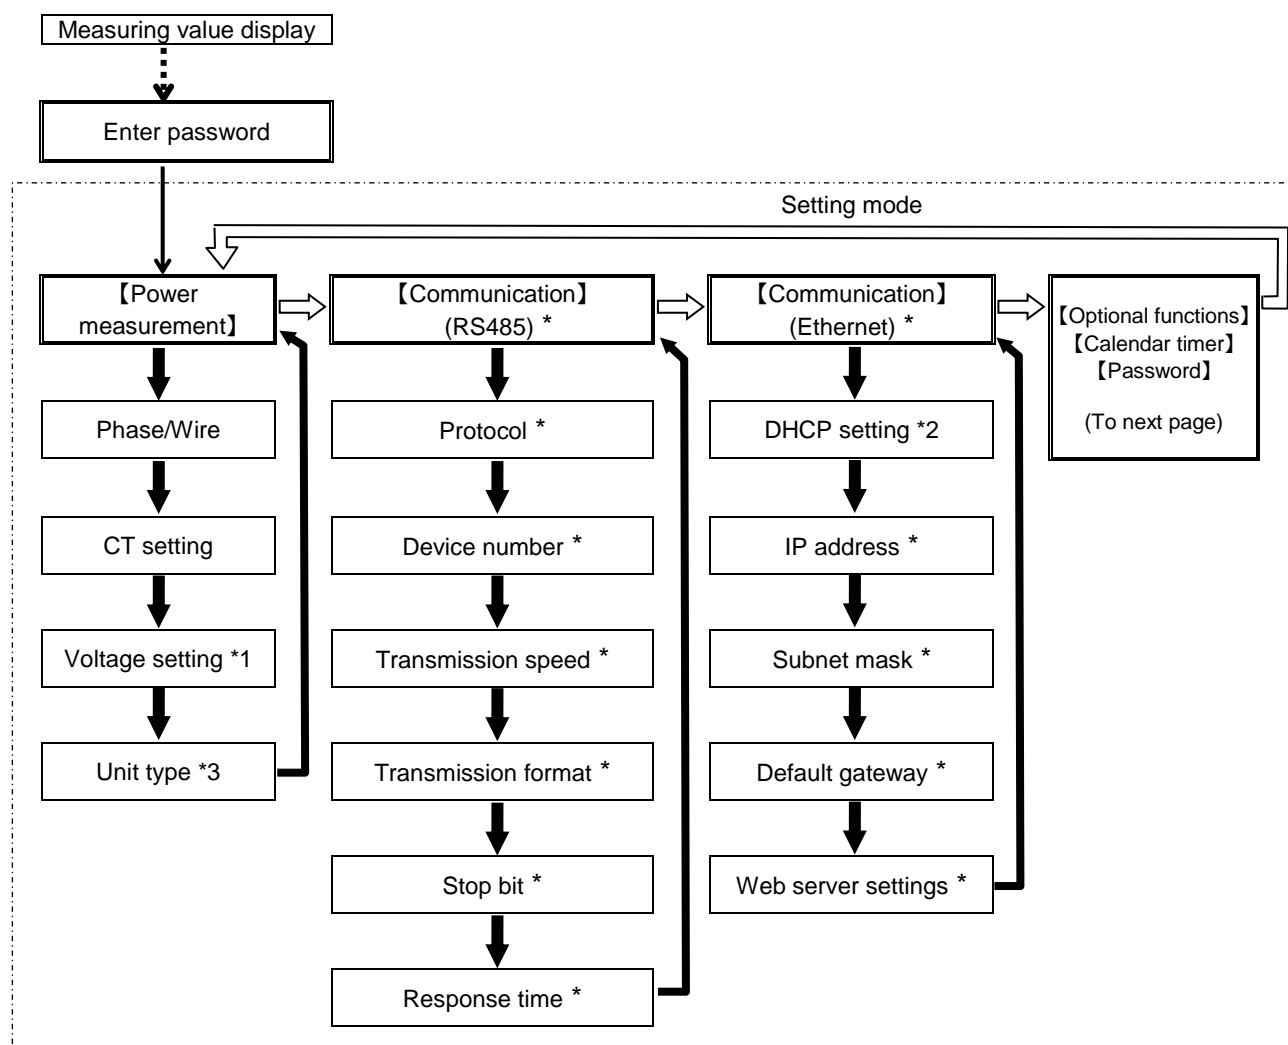 Measuring value display
Enter password
Setting mode
【Power
measurement】
【Communication】
(RS485) *
【Communication】
(Ethernet) *
【Optional functions】
【Calendar timer】
【Password】
(To next page)
Phase/Wire
CT setting
Voltage setting *1
Unit type *3
Protocol *
Device number *
Transmission speed *
Transmission format *
Stop bit *
Response time *
DHCP setting *2
IP address *
Subnet mask *
Default gateway *
Web server settings *